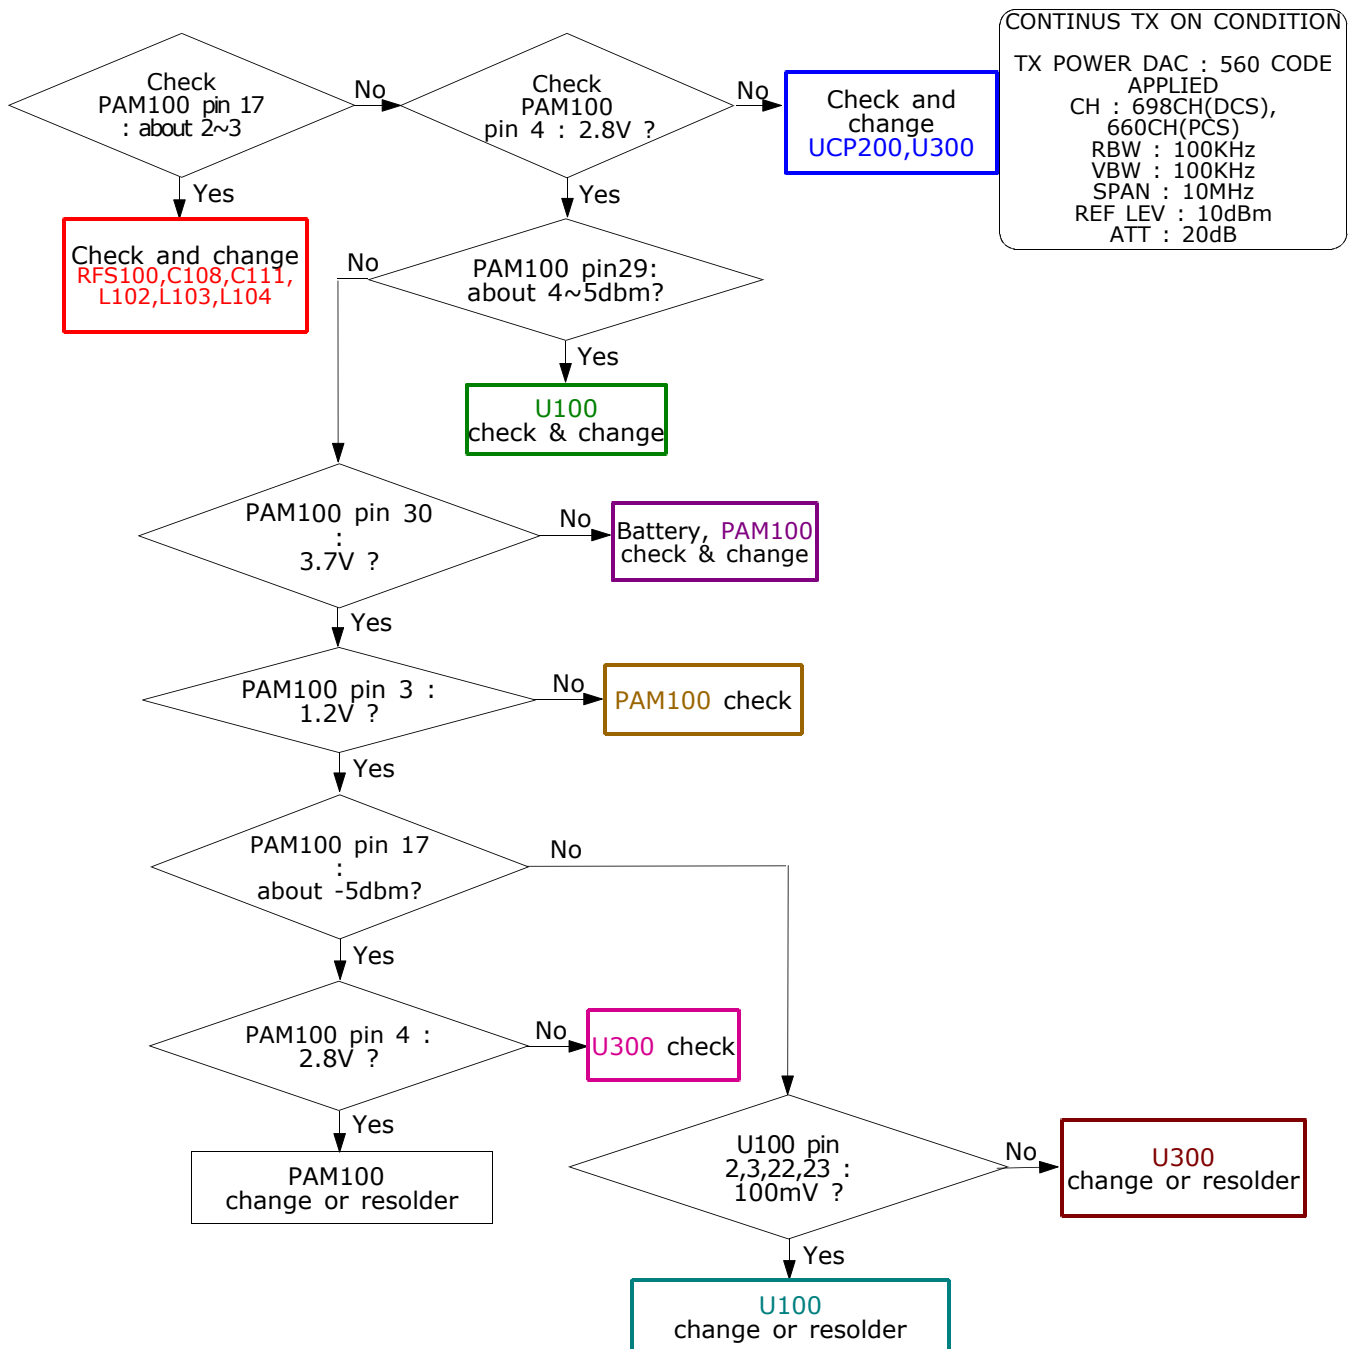 CONTINUS TX ON CONDITION
TX POWER DAC : 560 CODE
APPLIED
CH : 698CH(DCS),
660CH(PCS)
RBW : 100KHz
VBW : 100KHz
SPAN : 10MHz
REF LEV : 10dBm
ATT : 20dB
Check
PAM100 pin 17
: about 2~3
No
Yes
Check
PAM100
pin 4 : 2.8V ?
No
Yes
Check and
change
UCP200,U300
Check and change
RFS100,C108,C111,
L102,L103,L104
PAM100 pin29:
about 4~5dbm?
No
Yes
U100
check & change
PAM100 pin 30
:
3.7V ?
No
Yes
Battery, PAM100
check & change
PAM100 pin 3 :
1.2V ?
No
Yes
PAM100 check
PAM100 pin 17
:
about -5dbm?
No
Yes
PAM100 pin 4 :
2.8V ?
No
Yes
U300 check
PAM100
change or resolder
U100 pin
2,3,22,23 :
100mV ?
No
Yes
U300
change or resolder
U100
change or resolder